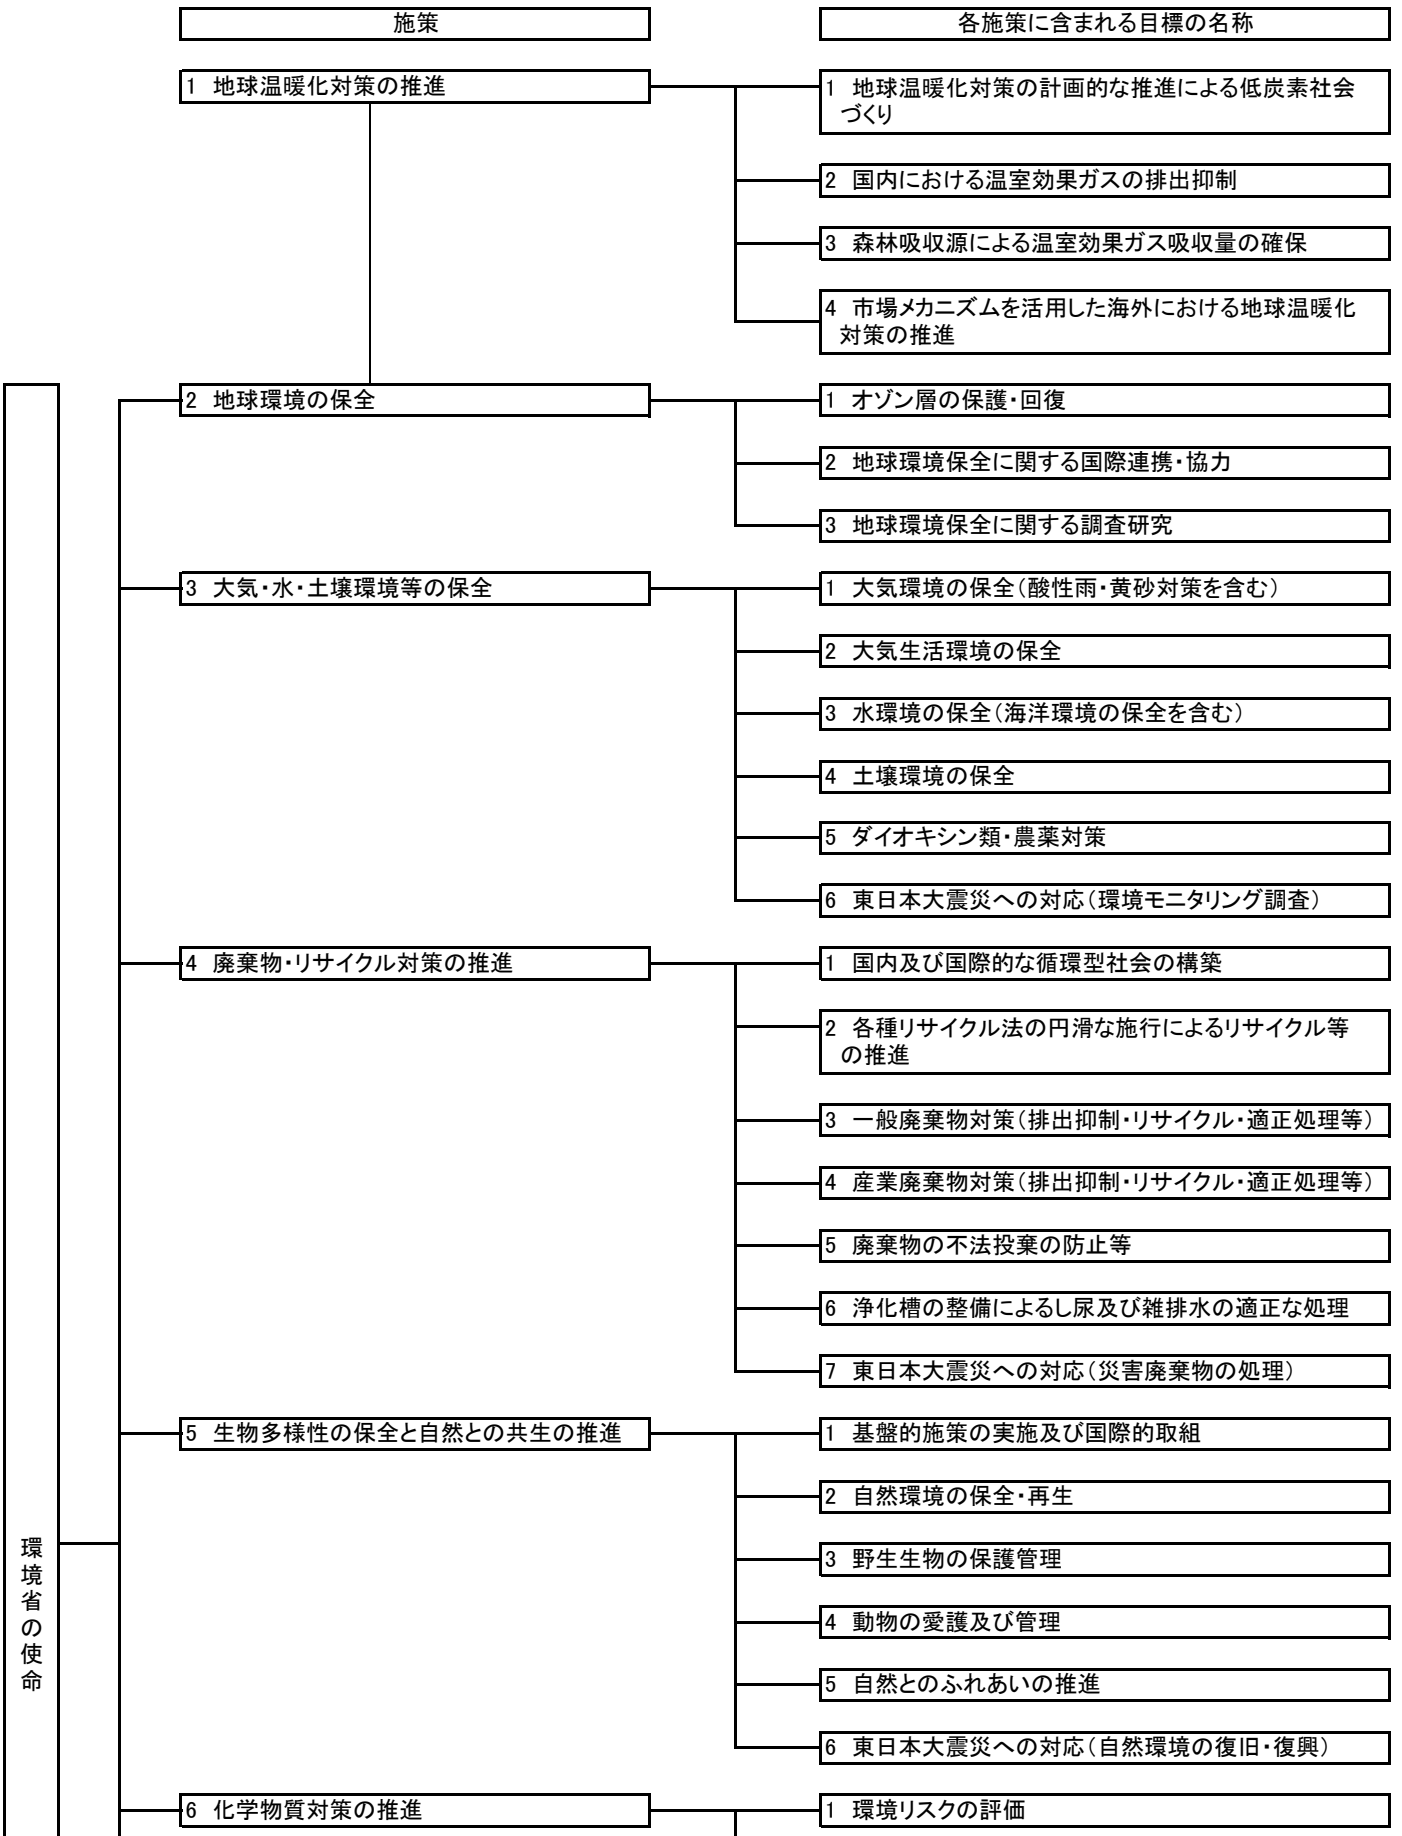 施策
各施策に含まれる目標の名称
1 地球温暖化対策の推進
1 地球温暖化対策の計画的な推進による低炭素社会
づくり
2 国内における温室効果ガスの排出抑制
3 森林吸収源による温室効果ガス吸収量の確保
4 市場メカニズムを活用した海外における地球温暖化
対策の推進
2 地球環境の保全
1 オゾン層の保護・回復
2 地球環境保全に関する国際連携・協力
3 地球環境保全に関する調査研究
3 大気・水・土壌環境等の保全
1 大気環境の保全（酸性雨・黄砂対策を含む）
2 大気生活環境の保全
3 水環境の保全（海洋環境の保全を含む）
4 土壌環境の保全
5 ダイオキシン類・農薬対策
6 東日本大震災への対応（環境モニタリング調査）
4 廃棄物・リサイクル対策の推進
1 国内及び国際的な循環型社会の構築
2 各種リサイクル法の円滑な施行によるリサイクル等
の推進
3 一般廃棄物対策（排出抑制・リサイクル・適正処理等）
4 産業廃棄物対策（排出抑制・リサイクル・適正処理等）
5 廃棄物の不法投棄の防止等
6 浄化槽の整備によるし尿及び雑排水の適正な処理
7 東日本大震災への対応（災害廃棄物の処理）
5 生物多様性の保全と自然との共生の推進
1 基盤的施策の実施及び国際的取組
2 自然環境の保全・再生
3 野生生物の保護管理
4 動物の愛護及び管理
5 自然とのふれあいの推進
6 東日本大震災への対応（自然環境の復旧・復興）
環境省の使命
6 化学物質対策の推進
1 環境リスクの評価